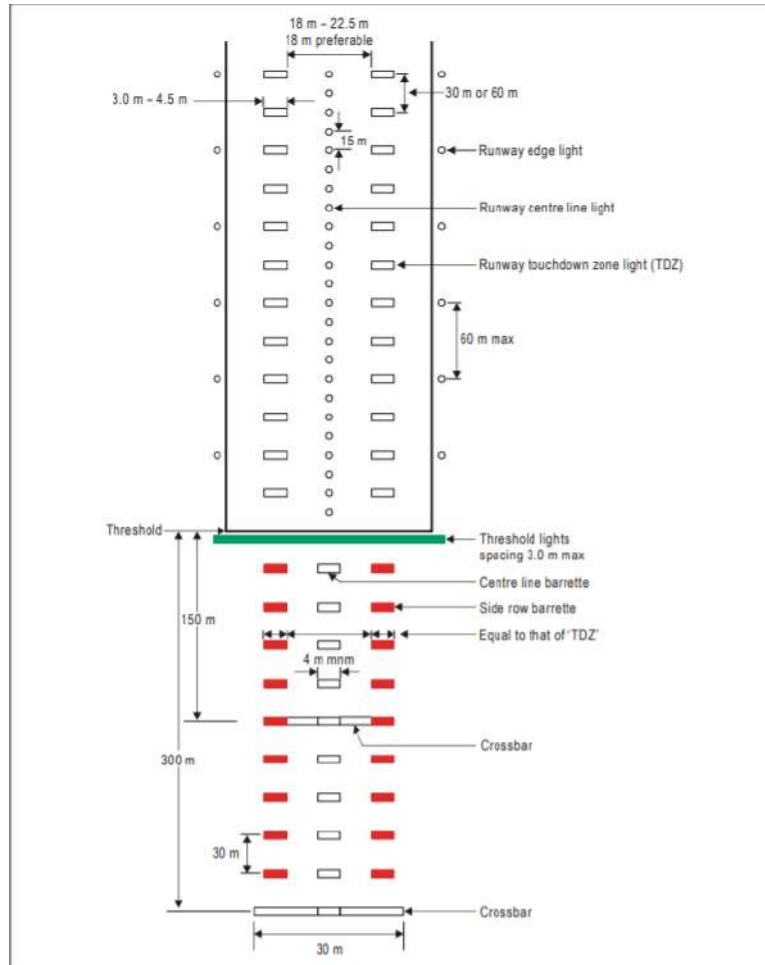 18 m – 22.5 m
18 m preferable
3.0 m – 4.5 m
30 m or 60 m
15 m
Runway edge light
Runway centre line light
Runway touchdown zone light (TDZ)
60 m max
Threshold
Threshold lights
spacing 3.0 m max
Centre line barrette
Side row barrette
150 m
Equal to that of 'TDZ'
4 m mnm
Crossbar
300 m
30 m
Crossbar
30 m